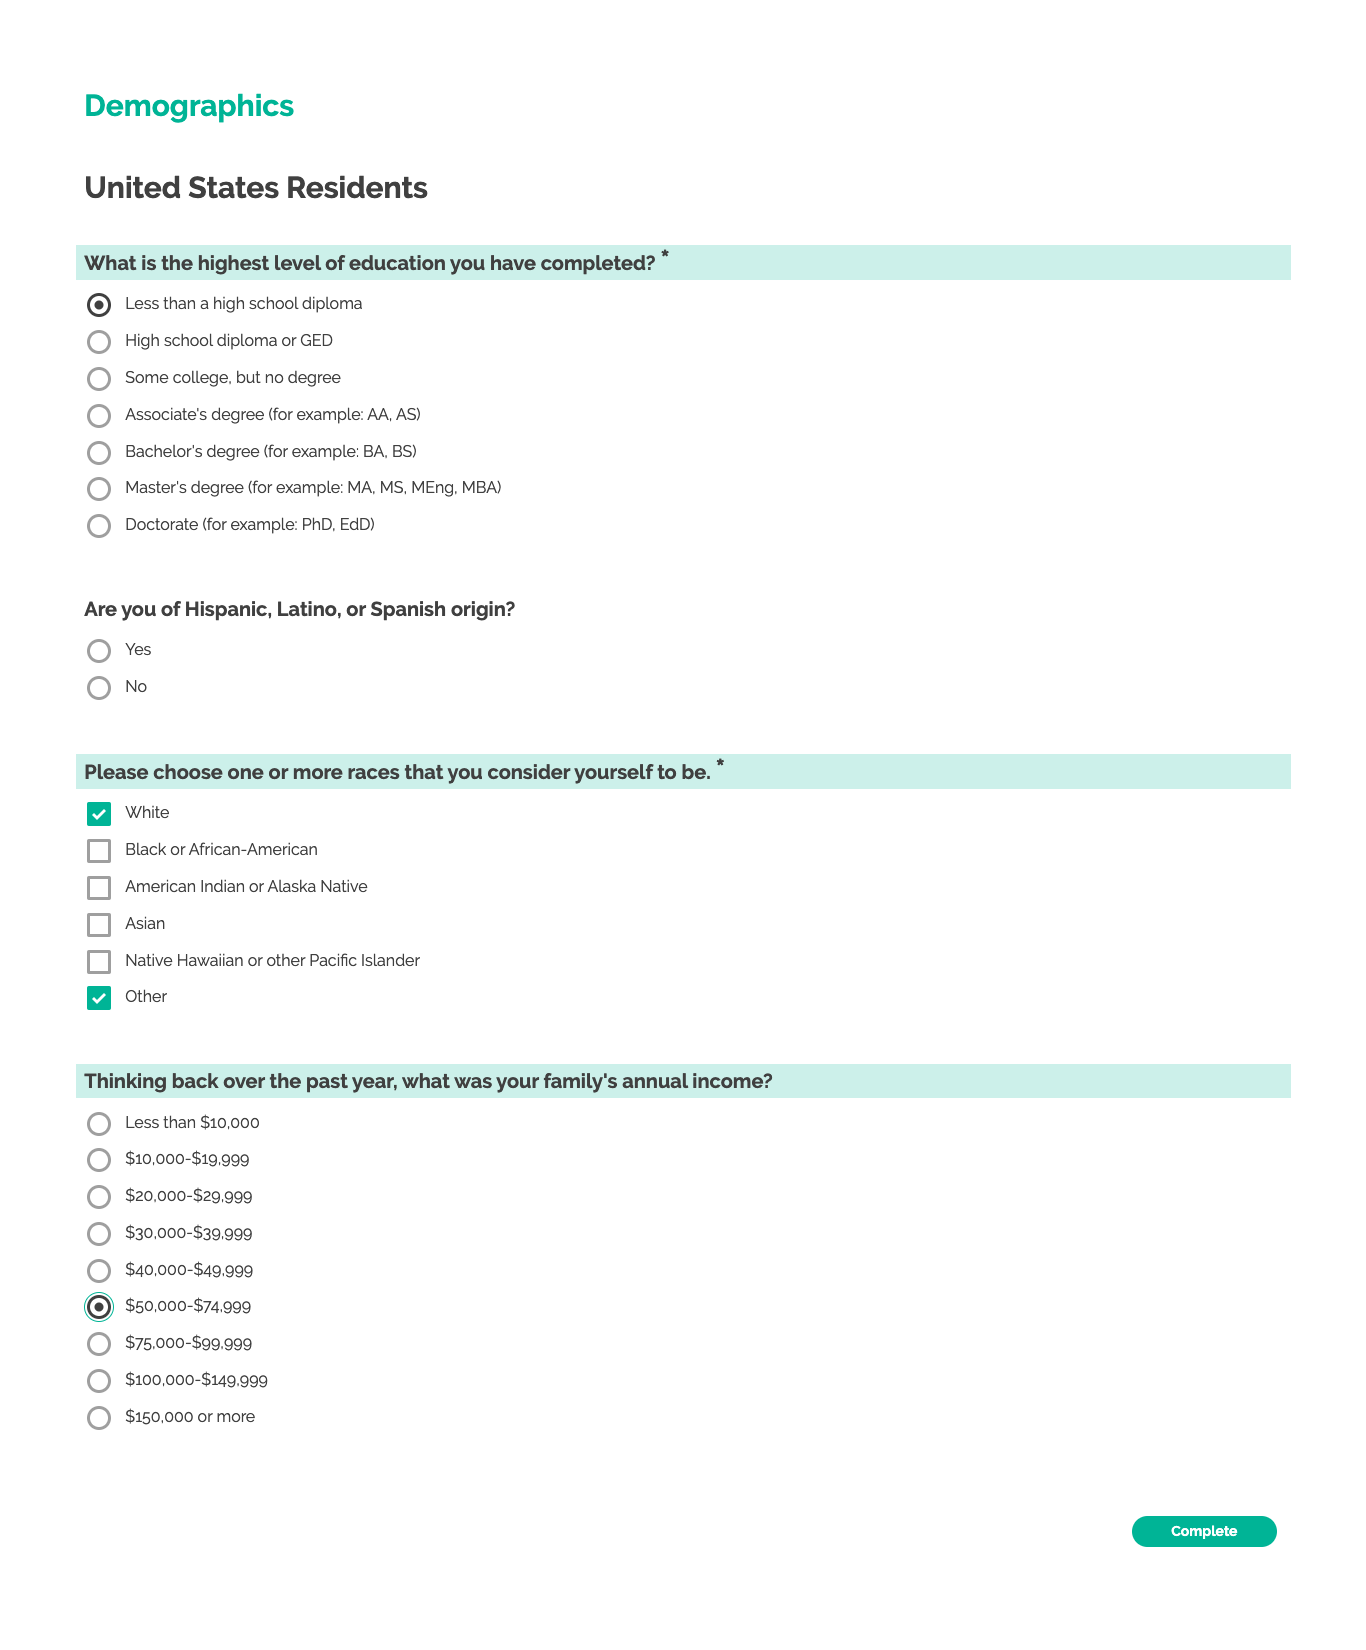 Demographics
United States Residents
What is the highest level of education you have completed? *
Less than a high school diploma
High school diploma or GED
Some college, but no degree
Associate's degree (for example: AA, AS)
Bachelor's degree (for example: BA, BS)
Master's degree (for example: MA, MS, MEng, MBA)
Doctorate (for example: PhD, EdD)
Are you of Hispanic, Latino, or Spanish origin?
Yes
No
Please choose one or more races that you consider yourself to be. *
White
Black or African-American
American Indian or Alaska Native
Asian
Native Hawaiian or other Pacific Islander
Other
Thinking back over the past year, what was your family's annual income?
Less than $10,000
$10,000-$19,999
$20,000-$29,999
$30,000-$39,999
$40,000-$49,999
$50,000-$74,999
$75,000-$99,999
$100,000-$149,999
$150,000 or more
Complete